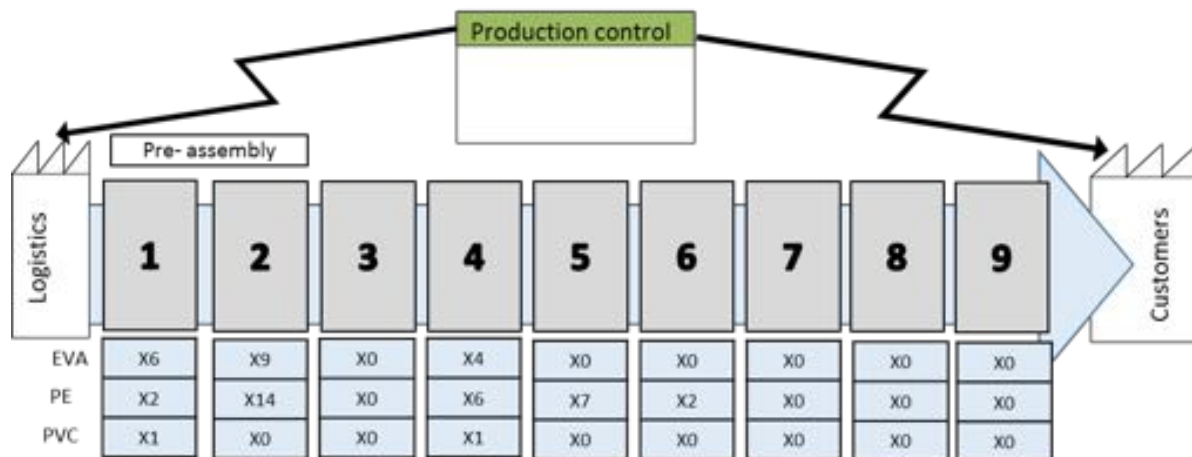 Production control
Pre- assembly
Logistics
1 2 3 4 5 6 7 8 9
Customers
EVA X6 X9 X0 X4 X0 X0 X0 X0 X0
PE X2 X14 X0 X6 X7 X2 X0 X0 X0
PVC X1 X0 X0 X1 X0 X0 X0 X0 X0